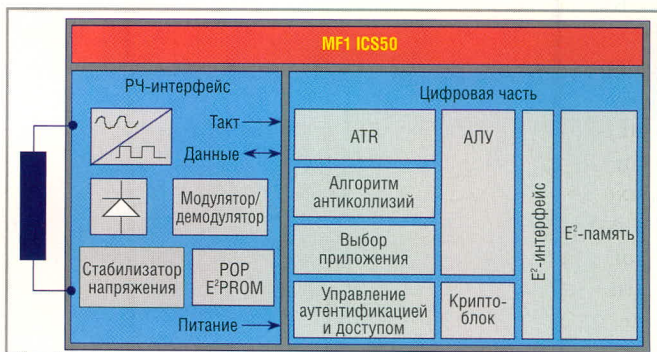 MF1 ICS50
РЧ-интерфейс
Такт
Данные
Модулятор/
демодулятор
Стабилизатор
напряжения
POP
E²PROM
Питание
Цифровая часть
ATR
Алгоритм
антиколлизий
Выбор
приложения
Управление
аутентификацией
и доступом
АЛУ
Крипто-
блок
E²-интерфейс
E²-память